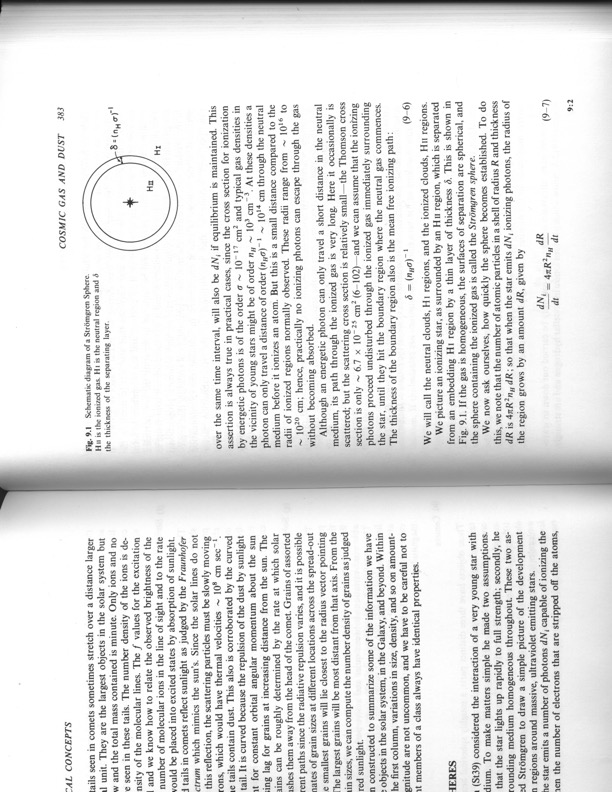 AL CONCEPTS
tails seen in comets sometimes stretch over a distance larger
unit. They are the largest objects in the solar system but
w and the total mass contained is minute. Only ions and no
e seen in these tails. The number density of the ions is de-
nsity of the molecular lines. The f values for the excitation
and we know how to relate the observed brightness of the
number of molecular ions in the line of sight and to the rate
would be placed into excited states by absorption of sunlight.
d tails in comets reflect sunlight as judged by the Fraunhofer
crum which mimics the sun's. Since the solar lines do not
this reflection, the scattering particles must be slowly moving
rons, which would have thermal velocities ~ 10⁸ cm sec⁻¹.
e tails contain dust. This also is corroborated by the curved
tail. It is curved because the repulsion of the dust by sunlight
nt for constant orbital angular momentum about the sun
ing lag for grains at increasing distance from the sun. The
ains can be roughly determined by the rate at which solar
shes them away from the head of the comet. Grains of assorted
rent paths since the radiative repulsion varies, and it is possible
nates of grain sizes at different locations across the spread-out
e smallest grains will lie closest to the radius vector pointing
The largest grains will be most distant from that axis. From the
in sizes, we can compute the number density of grains as judged
red sunlight.
n constructed to summarize some of the information we have
objects in the solar system, in the Galaxy, and beyond. Within
he first column, variations in size, density, and so on amount-
gnitude are not uncommon, and we have to be careful not to
nt members of a class always have identical properties.
HERES
(S39) considered the interaction of a very young star with
dium. To make matters simple he made two assumptions.
that the star lights up rapidly to full strength; secondly, he
rounding medium homogeneous throughout. These two as-
ed Strömgren to draw a simple picture of the development
s regions around massive, ultraviolet emitting stars.
he star emits a number of photons dNᵢ, capable of ionizing the
en the number of electrons that are stripped off the atoms,
COSMIC GAS AND DUST 383
δ = (n_H σ)⁻¹
HII
HI
Fig. 9.1 Schematic diagram of a Strömgren Sphere.
HII is the ionized gas. HI is the neutral region and δ
the thickness of the separating layer.
over the same time interval, will also be dNᵢ if equilibrium is maintained. This
assertion is always true in practical cases, since the cross section for ionization
by energetic photons is of the order σ ~ 10⁻¹⁷ cm² and typical gas densities in
the vicinity of young stars might be of order n_H ~ 10³ cm⁻³. At these densities a
photon can only travel a distance of order (n_Hσ)⁻¹ ~ 10¹⁴ cm through the neutral
medium before it ionizes an atom. But this is a small distance compared to the
radii of ionized regions normally observed. These radii range from ~ 10¹⁶ to
~ 10²⁰ cm; hence, practically no ionizing photons can escape through the gas
without becoming absorbed.
Although an energetic photon can only travel a short distance in the neutral
medium, its path through the ionized gas is very long. Here it occasionally is
scattered; but the scattering cross section is relatively small—the Thomson cross
section is only ~ 6.7 × 10⁻²⁵ cm² (6–102)—and we can assume that the ionizing
photons proceed undisturbed through the ionized gas immediately surrounding
the star, until they hit the boundary region where the neutral gas commences.
The thickness of the boundary region also is the mean free ionizing path:
δ = (n_Hσ)⁻¹ (9–6)
We will call the neutral clouds, HI regions, and the ionized clouds, HII regions.
We picture an ionizing star, as surrounded by an HII region, which is separated
from an embedding HI region by a thin layer of thickness δ. This is shown in
Fig. 9.1. If the gas is homogeneous, the surfaces of separation are spherical, and
the sphere containing the ionized gas is called the Strömgren sphere.
We now ask ourselves, how quickly the sphere becomes established. To do
this, we note that the number of atomic particles in a shell of radius R and thickness
dR is 4πR²n_H dR; so that when the star emits dNᵢ, ionizing photons, the radius of
the region grows by an amount dR, given by
dNᵢ/dt = 4πR²n_H dR/dt (9–7)
9:2